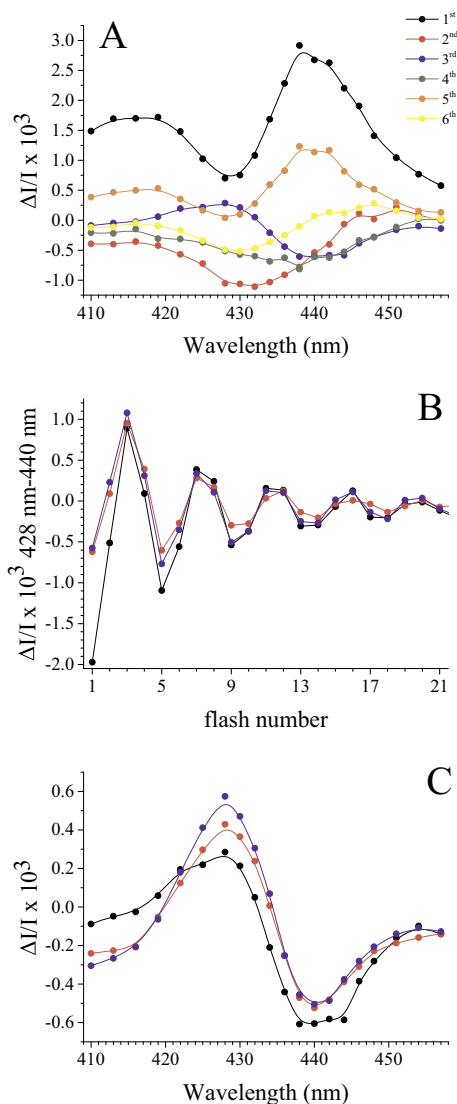 A
1st
2nd
3rd
4th
5th
6th
ΔI/I x 10³
3.0
2.5
2.0
1.5
1.0
0.5
0.0
-0.5
-1.0
410 420 430 440 450
Wavelength (nm)
B
ΔI/I x 10³ 428 nm-440 nm
1.0
0.5
0.0
-0.5
-1.0
-1.5
-2.0
1 5 9 13 17 21
flash number
C
ΔI/I x 10³
0.6
0.4
0.2
0.0
-0.2
-0.4
-0.6
410 420 430 440 450
Wavelength (nm)